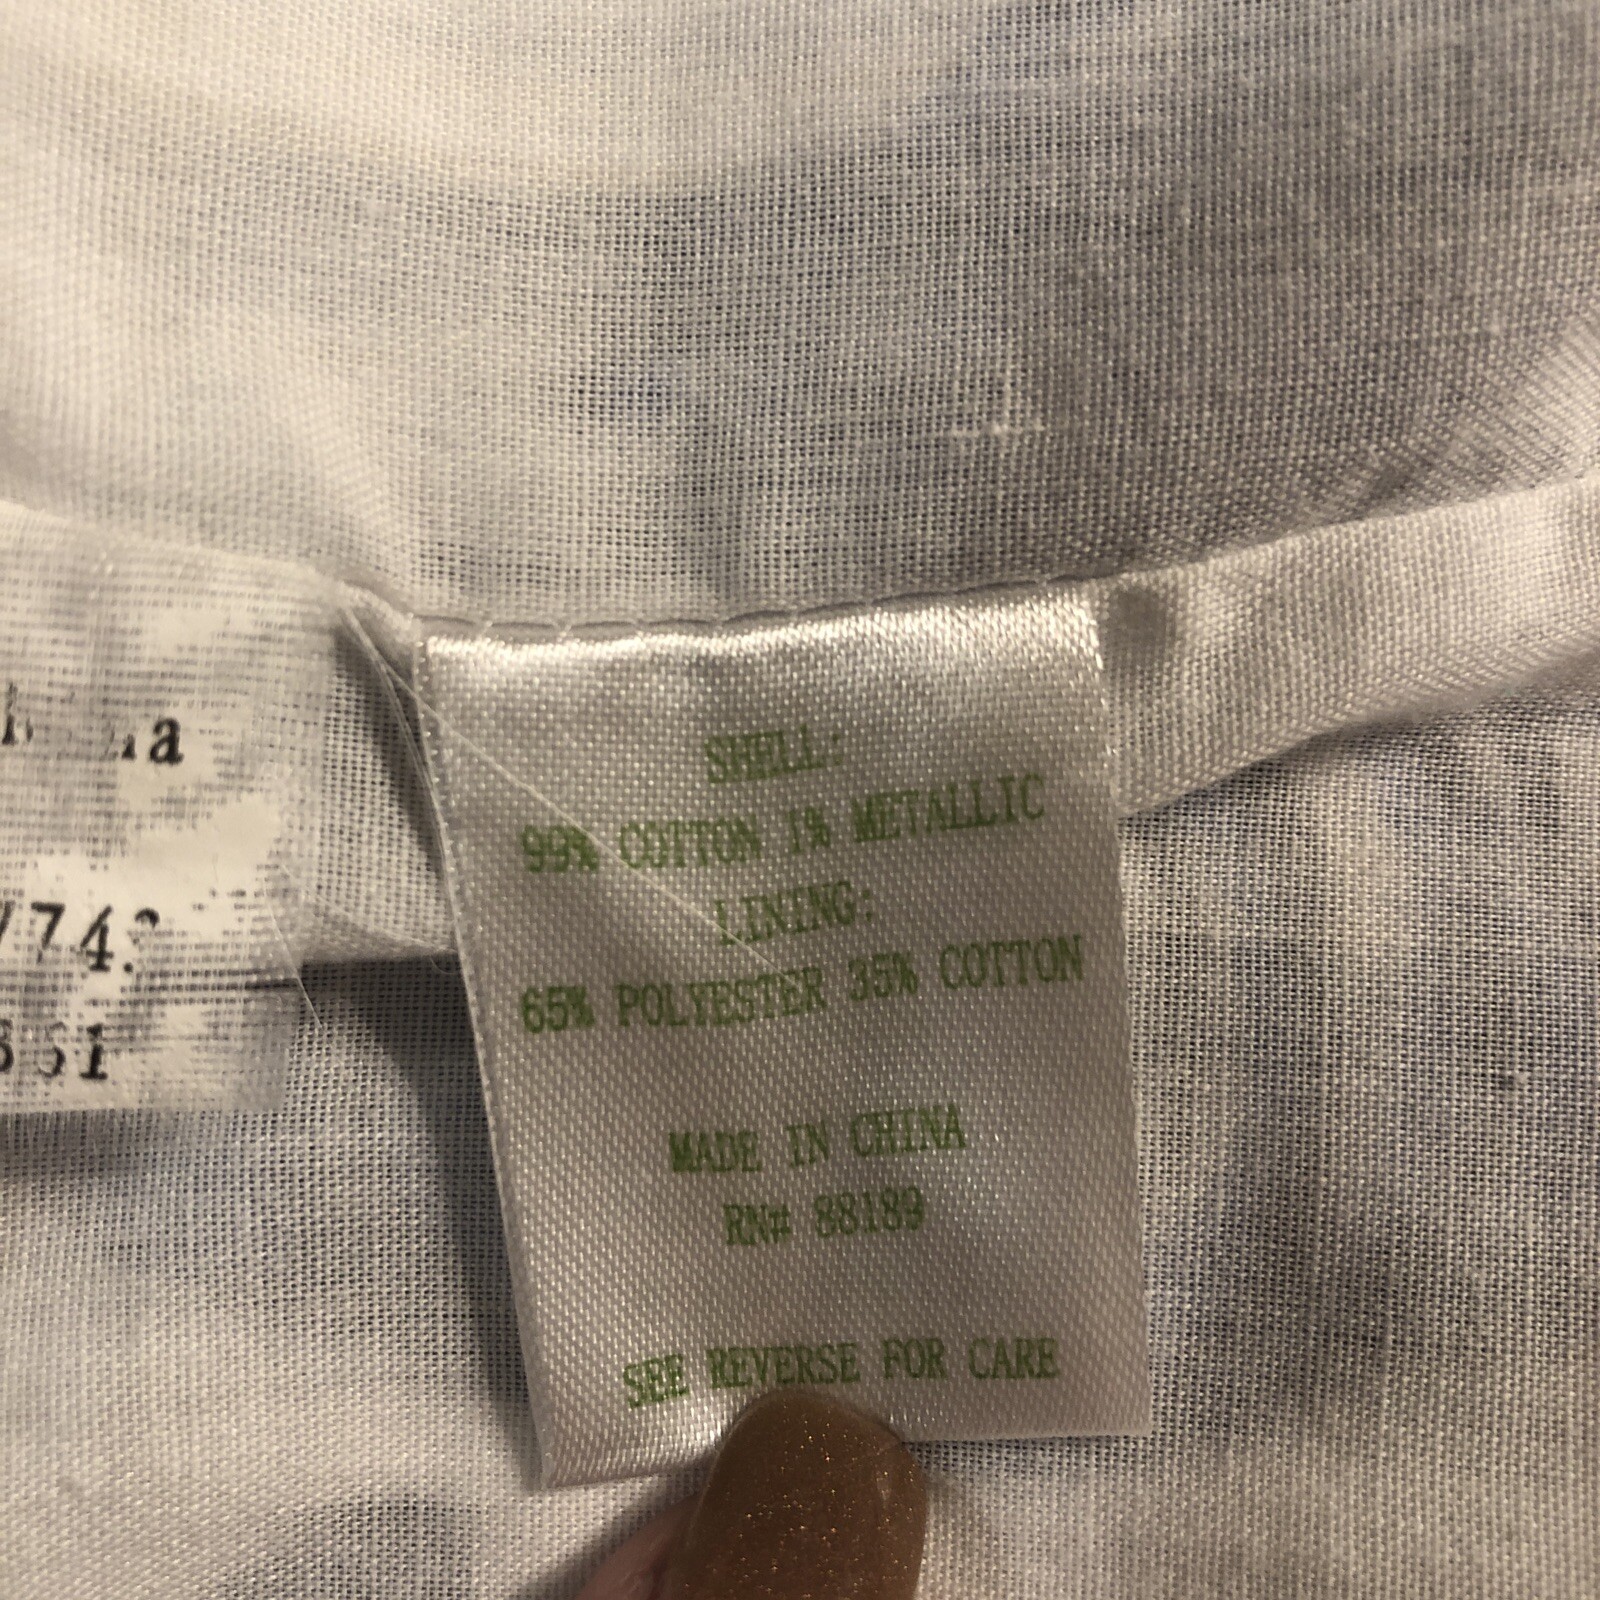 SHELL:
99% COTTON 1% METALLIC
LINING:
65% POLYESTER 35% COTTON
MADE IN CHINA
RN# 88189
SEE REVERSE FOR CARE